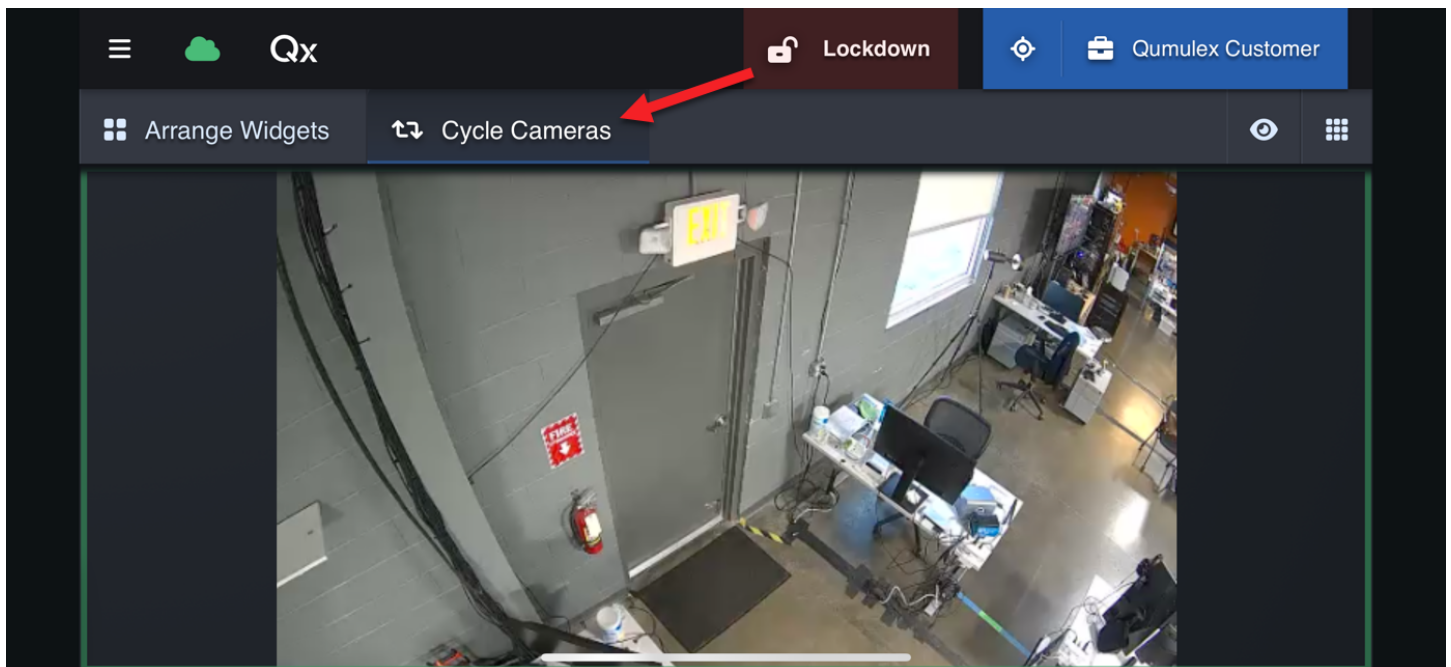 Qx
Lockdown
Qumulex Customer
Arrange Widgets
Cycle Cameras
EXIT
FIRE